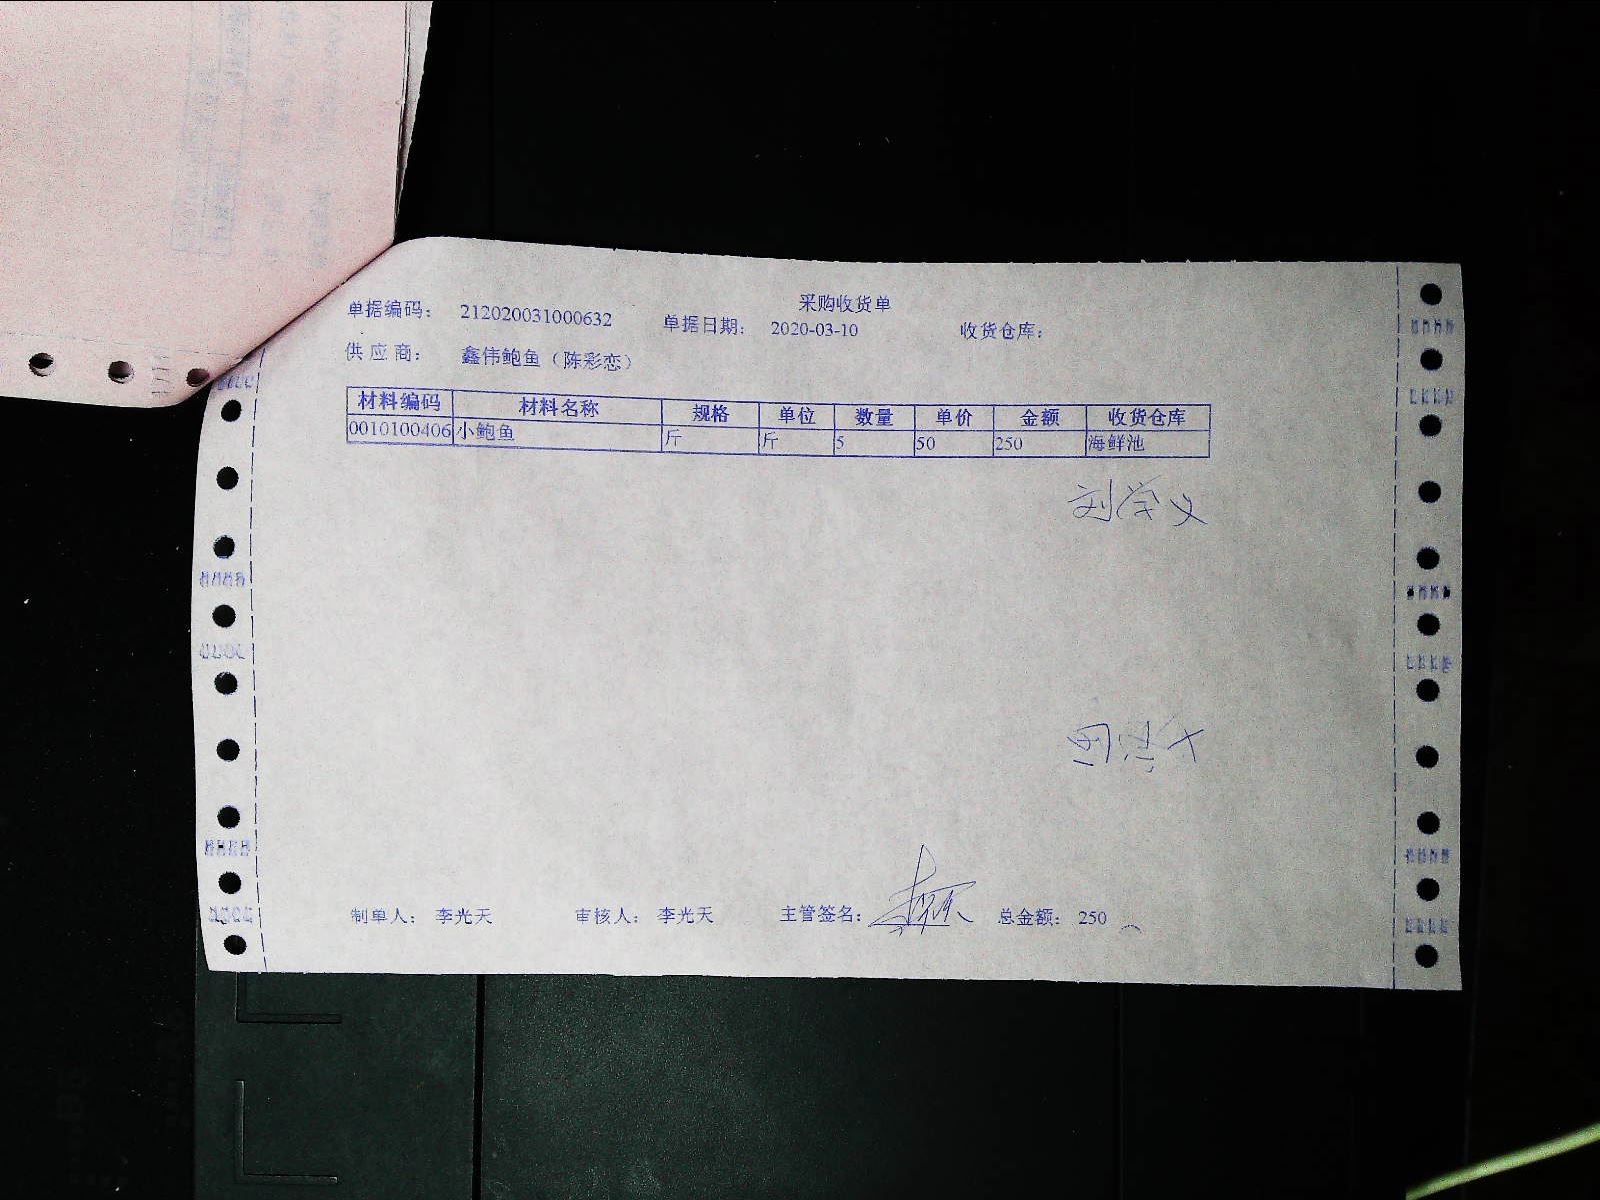 采购收货单
单据编码： 212020031000632 单据日期： 2020-03-10 收货仓库：
供应商： 鑫伟鲍鱼（陈彩恋）
材料编码 材料名称 规格 单位 数量 单价 金额 收货仓库
0010100406 小鲍鱼 斤 斤 5 50 250 海鲜池
制单人： 李光天 审核人： 李光天 主管签名： 总金额： 250